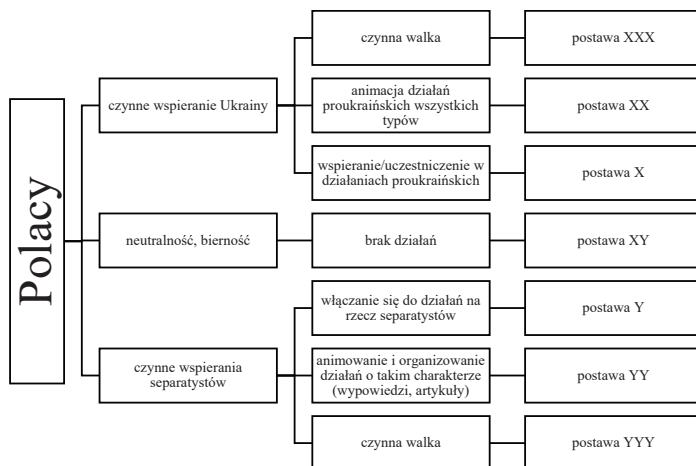 Polacy
czynne wspieranie Ukrainy
czynna walka
postawa XXX
animacja działań
proukraińskich wszystkich
typów
postawa XX
wspieranie/uczestniczenie w
działaniach proukraińskich
postawa X
neutralność, bierność
brak działań
postawa XY
czynne wspierania
separatystów
włączanie się do działań na
rzecz separatystów
postawa Y
animowanie i organizowanie
działań o takim charakterze
(wypowiedzi, artykuły)
postawa YY
czynna walka
postawa YYY